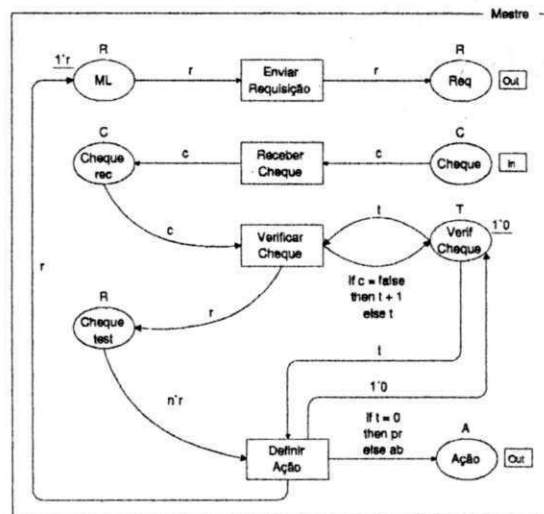 Mestre
R
1`r
ML
r
Enviar
Requisição
r
R
Req
Out
C
Cheque
rec
c
Receber
Cheque
c
C
Cheque
In
c
Verificar
Cheque
t
T
Verif
Cheque
1`0
if c = false
then t + 1
else t
r
r
R
Cheque
test
t
n`r
1`0
Definir
Ação
if t = 0
then pr
else ab
A
Ação
Out